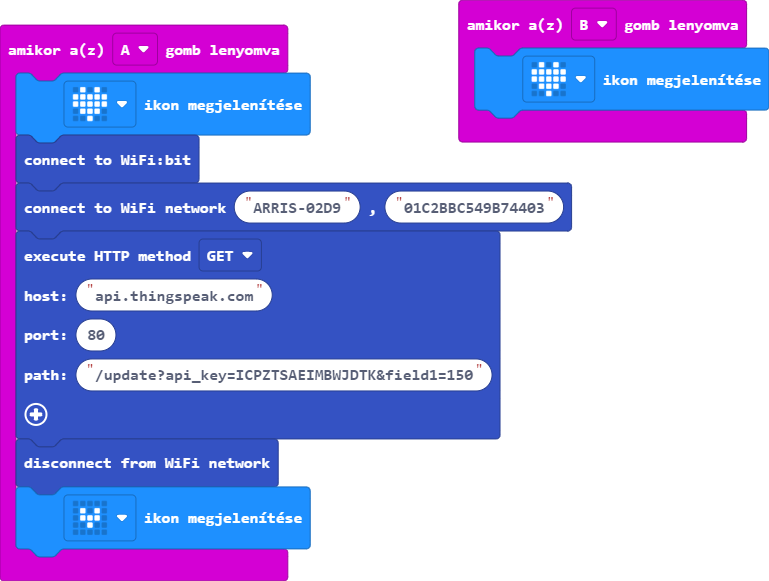 amikor a(z) A gomb lenyomva
ikon megjelenítése
connect to WiFi:bit
connect to WiFi network "ARRIS-02D9" , "01C2BBC549B74403"
execute HTTP method GET
host: "api.thingspeak.com"
port: 80
path: "/update?api_key=ICPZTSAEIMBWJDTK&field1=150"
disconnect from WiFi network
ikon megjelenítése
amikor a(z) B gomb lenyomva
ikon megjelenítése